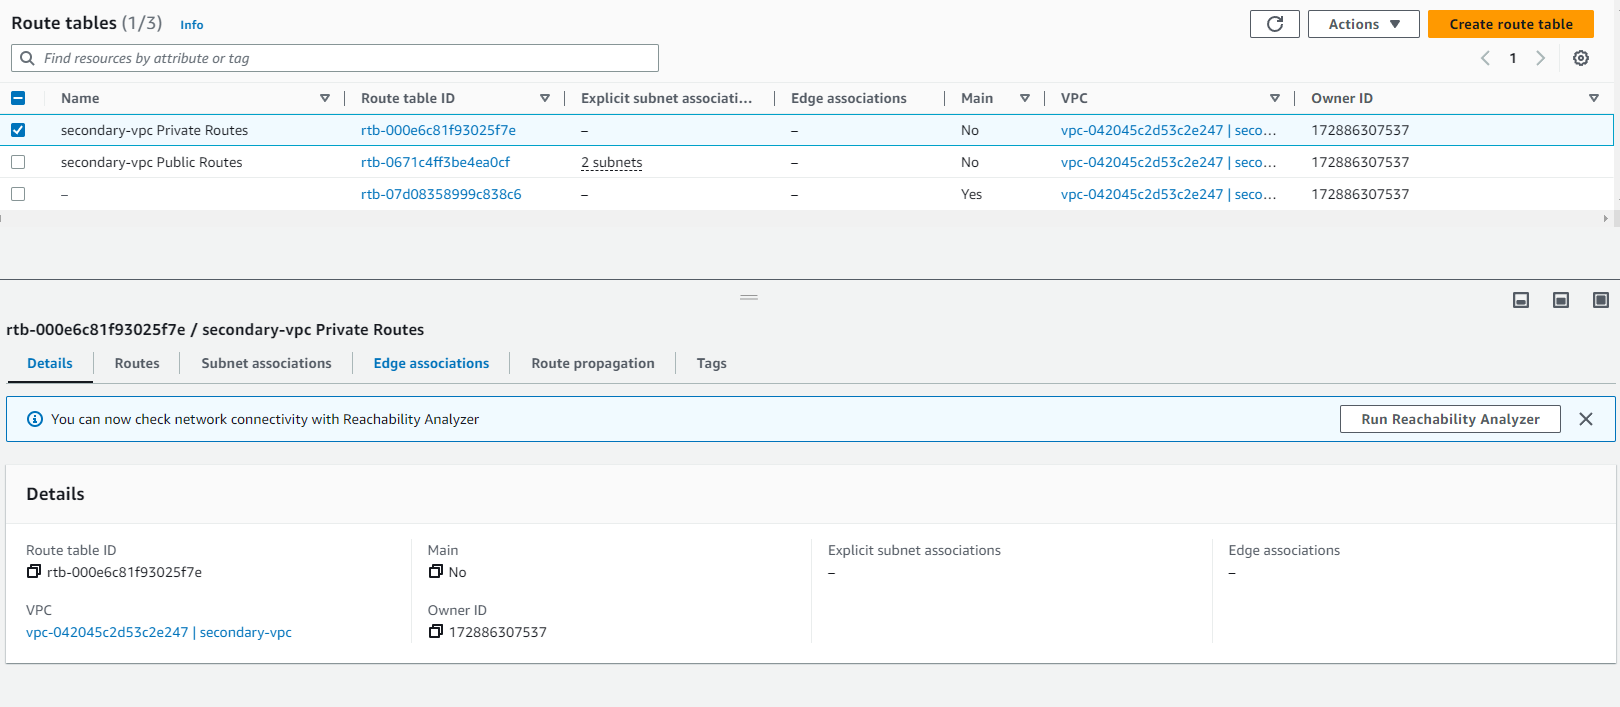 Route tables (1/3) Info
Actions
Create route table
Find resources by attribute or tag
1
Name Route table ID Explicit subnet associati... Edge associations Main VPC Owner ID
secondary-vpc Private Routes rtb-000e6c81f93025f7e – – No vpc-042045c2d53c2e247 | seco... 172886307537
secondary-vpc Public Routes rtb-0671c4ff3be4ea0cf 2 subnets – No vpc-042045c2d53c2e247 | seco... 172886307537
– rtb-07d08358999c838c6 – – Yes vpc-042045c2d53c2e247 | seco... 172886307537
rtb-000e6c81f93025f7e / secondary-vpc Private Routes
Details Routes Subnet associations Edge associations Route propagation Tags
You can now check network connectivity with Reachability Analyzer Run Reachability Analyzer
Details
Route table ID Main Explicit subnet associations Edge associations
rtb-000e6c81f93025f7e No – –
VPC Owner ID
vpc-042045c2d53c2e247 | secondary-vpc 172886307537